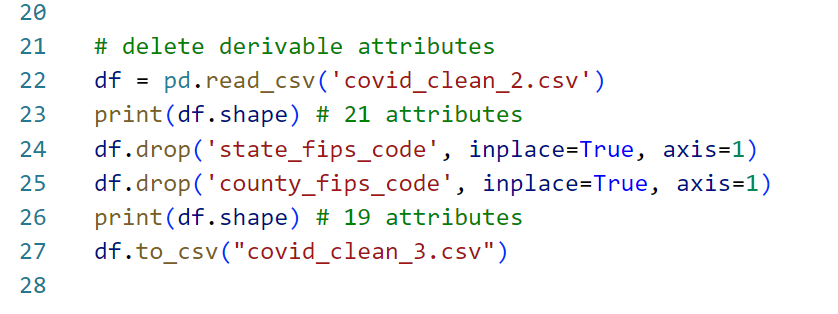 20
21 # delete derivable attributes
22 df = pd.read_csv('covid_clean_2.csv')
23 print(df.shape) # 21 attributes
24 df.drop('state_fips_code', inplace=True, axis=1)
25 df.drop('county_fips_code', inplace=True, axis=1)
26 print(df.shape) # 19 attributes
27 df.to_csv("covid_clean_3.csv")
28